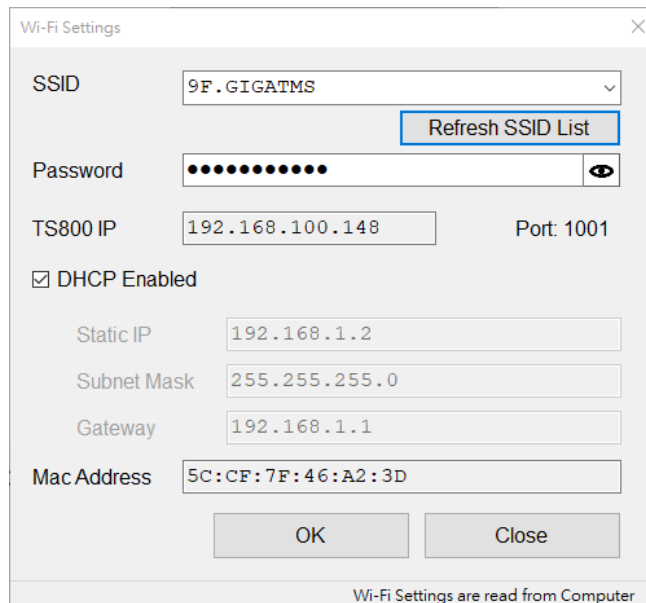 Wi-Fi Settings
SSID 9F.GIGATMS
Refresh SSID List
Password ●●●●●●●●●●●
TS800 IP 192.168.100.148 Port: 1001
DHCP Enabled
Static IP 192.168.1.2
Subnet Mask 255.255.255.0
Gateway 192.168.1.1
Mac Address 5C:CF:7F:46:A2:3D
OK Close
Wi-Fi Settings are read from Computer